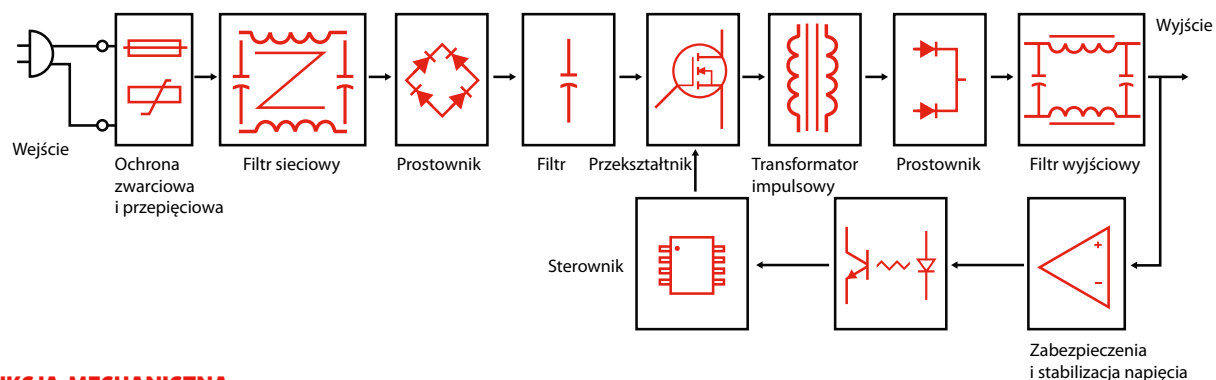 Wyjście
Wejście
Ochrona
zwarciowa
i przepięciowa
Filtr sieciowy
Prostownik
Filtr
Przekształtnik
Transformator
impulsowy
Prostownik
Filtr wyjściowy
Sterownik
Zabezpieczenia
i stabilizacja napięcia